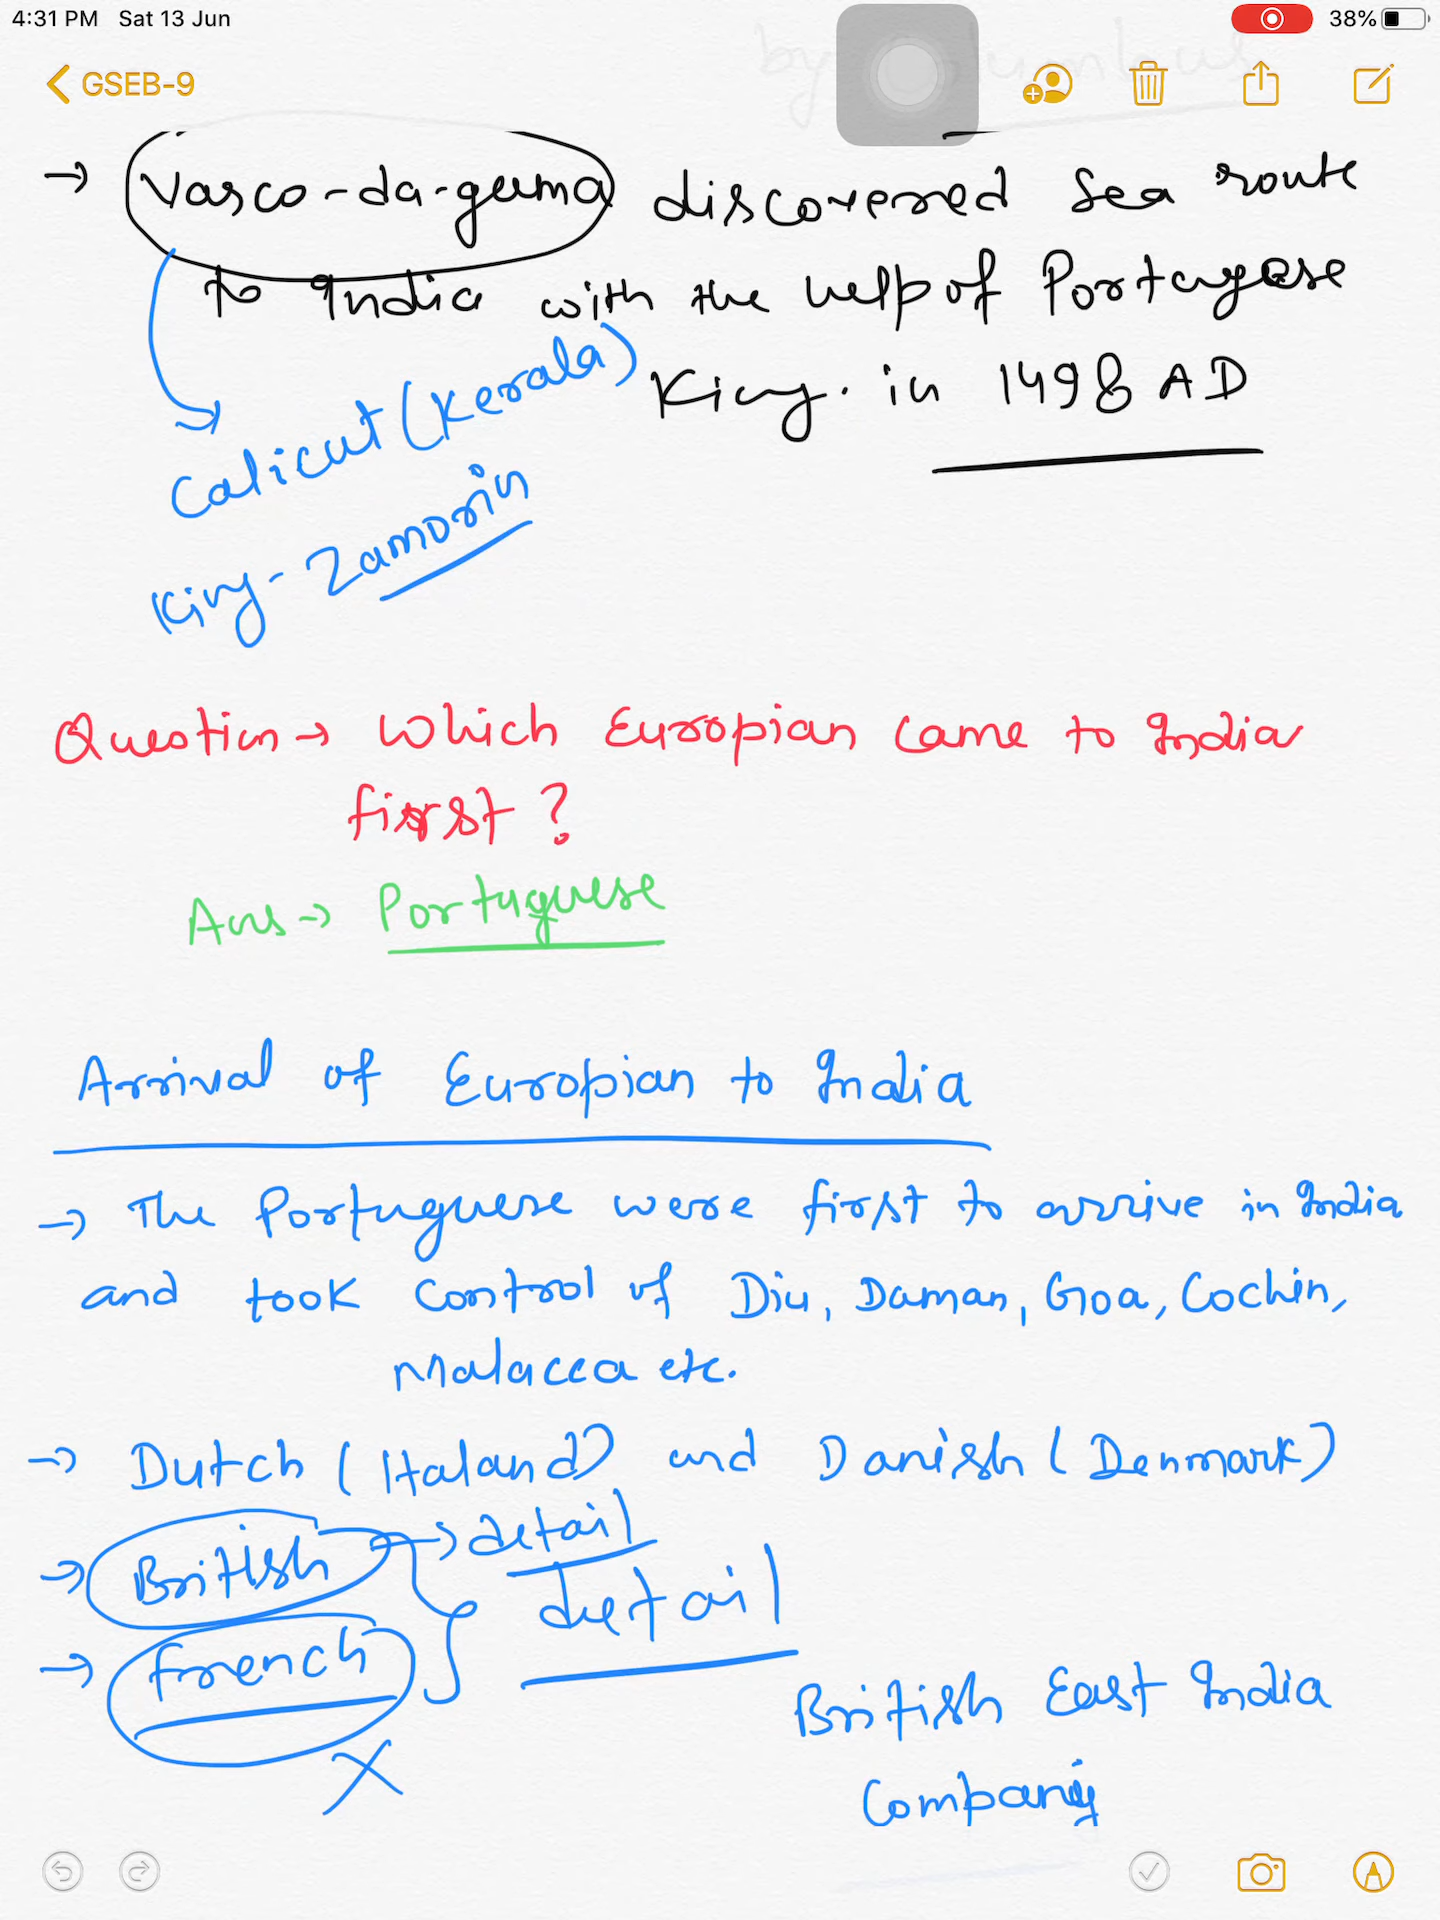 4:31 PM Sat 13 Jun
38%
GSEB-9
→ Vasco-da-gama discovered Sea route
to India with the help of Portugese
King. in 1498 AD
Calicut (Kerala)
King - Zamorin
Question → Which Europian came to India
first ?
Ans → Portuguese
Arrival of Europian to India
→ The Portuguese were first to arrive in India
and took control of Diu, Daman, Goa, Cochin,
Malacca etc.
→ Dutch (Haland) and Danish (Denmark)
→ British → detail
detail
→ French
X
British East India
Company